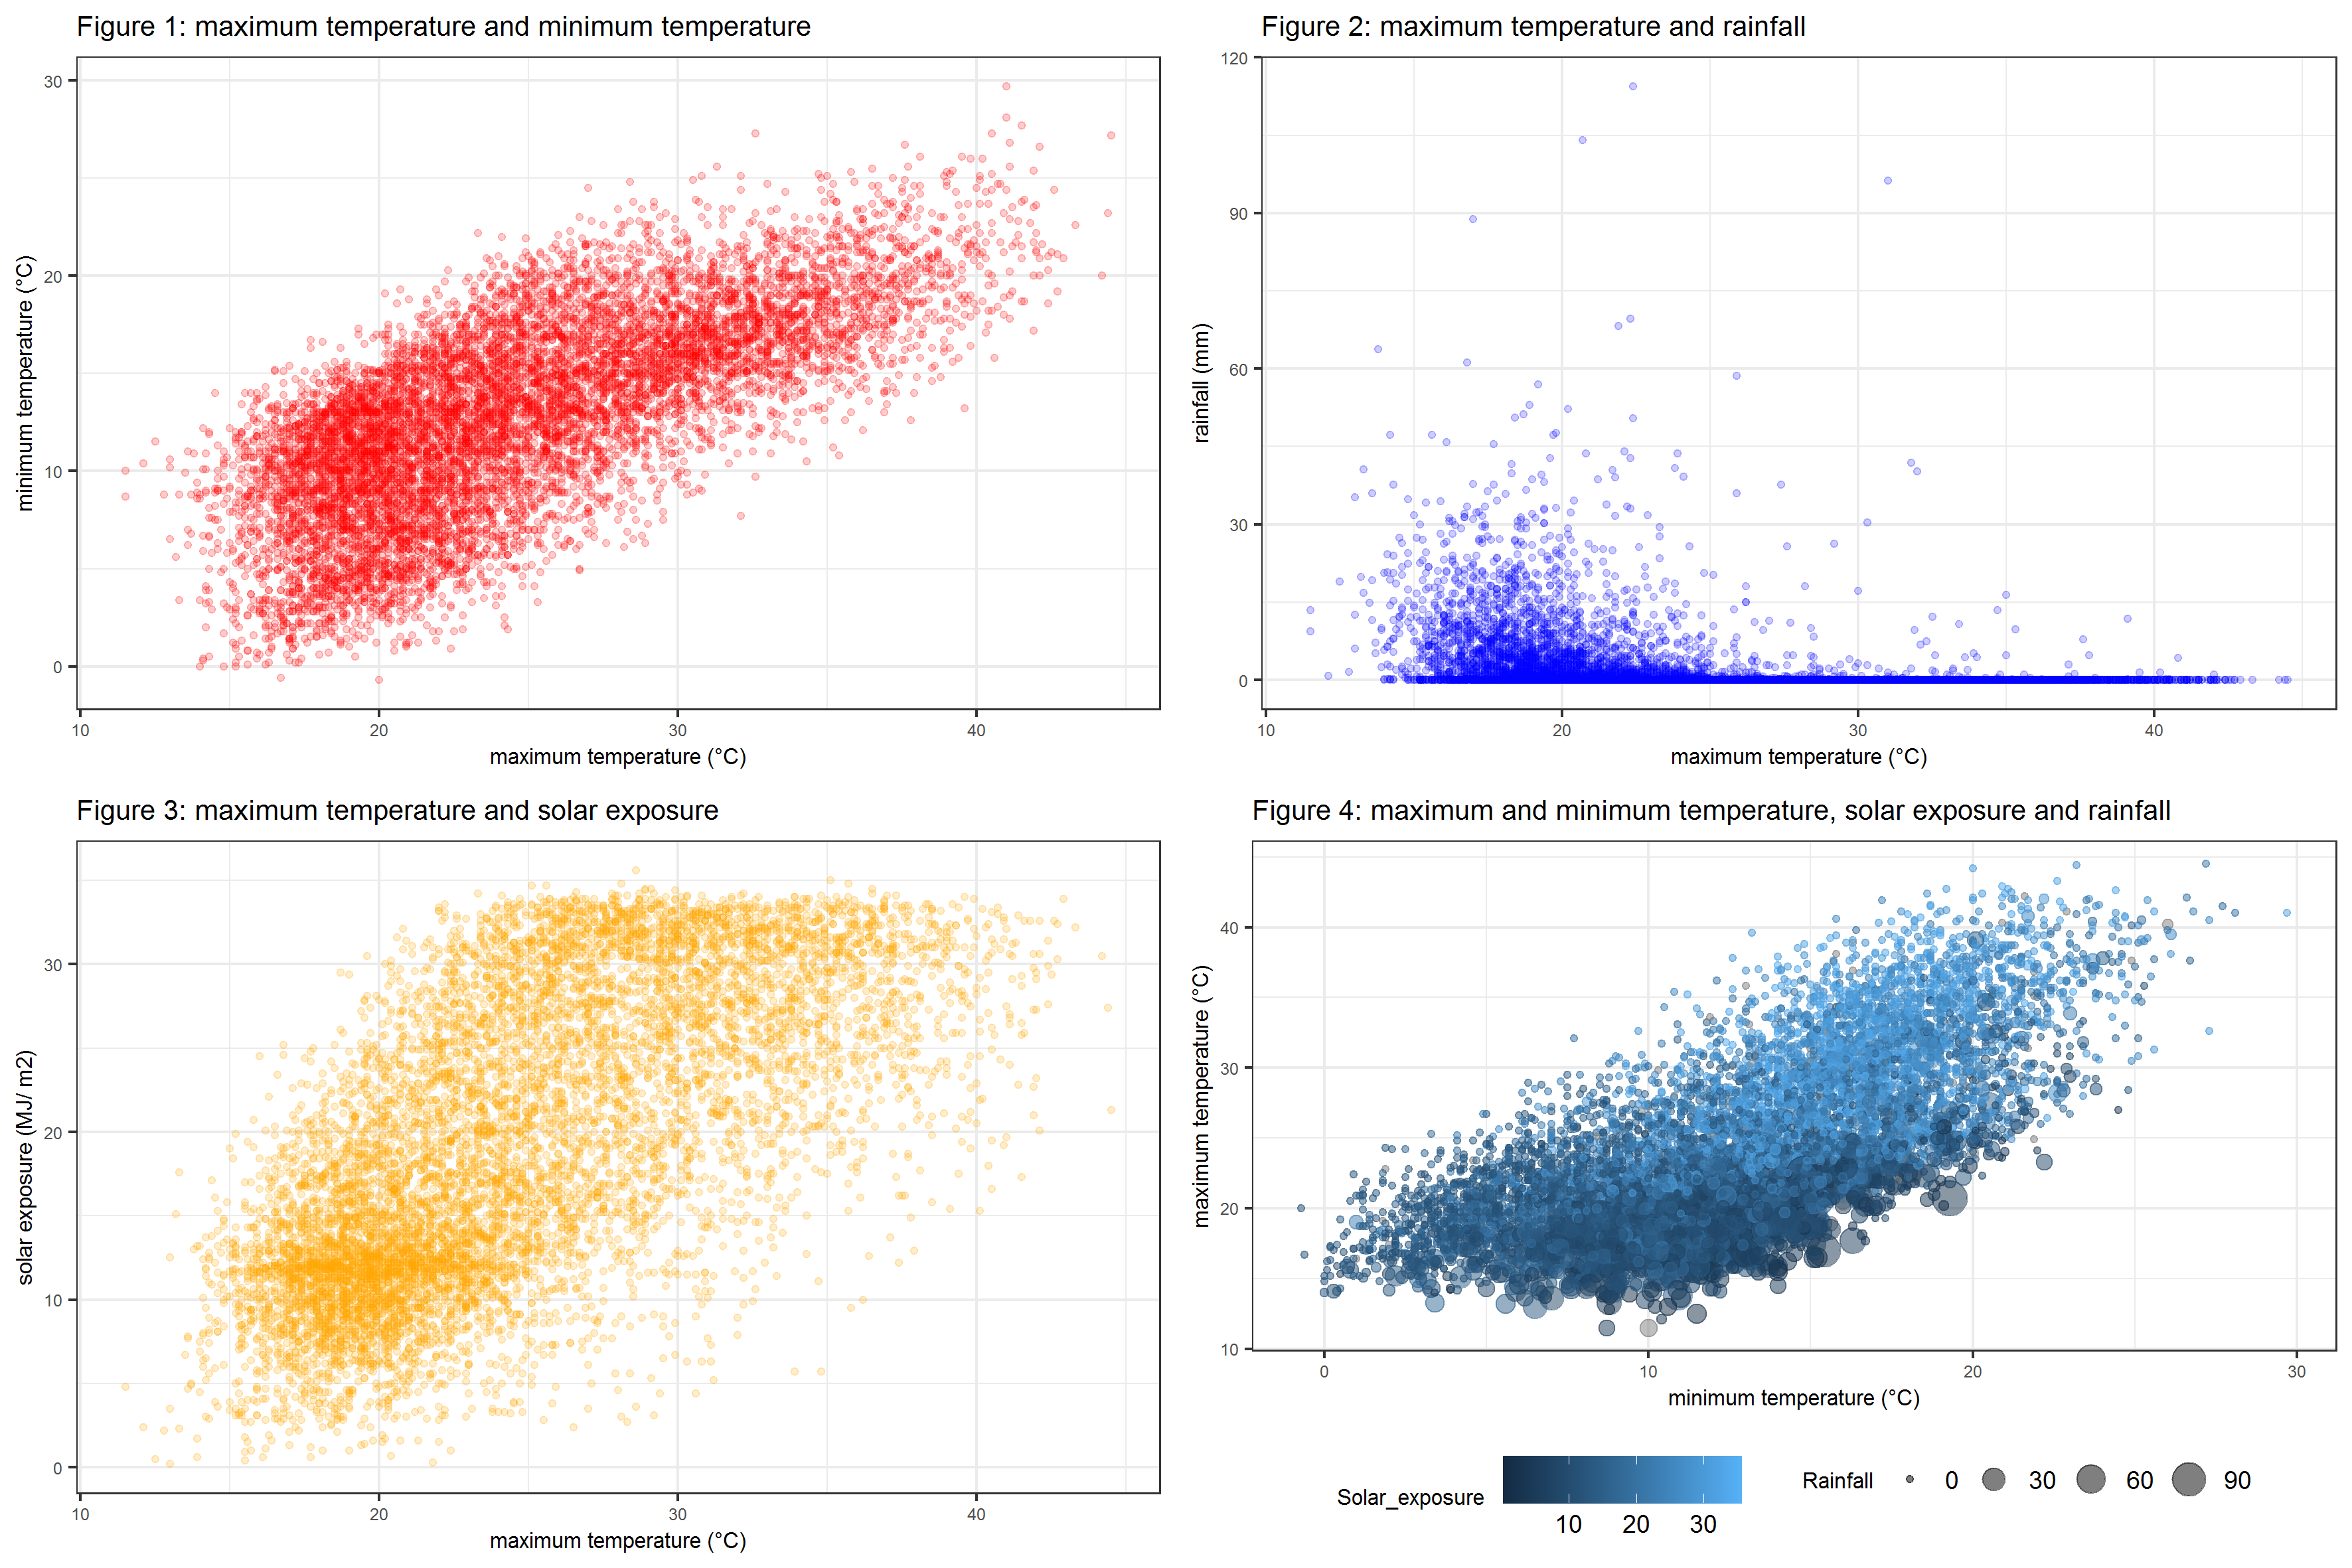 Figure 1: maximum temperature and minimum temperature
30
20
10
0
minimum temperature (°C)
10 20 30 40
maximum temperature (°C)
Figure 2: maximum temperature and rainfall
120
90
60
30
0
rainfall (mm)
10 20 30 40
maximum temperature (°C)
Figure 3: maximum temperature and solar exposure
30
20
10
0
solar exposure (MJ/ m2)
10 20 30 40
maximum temperature (°C)
Figure 4: maximum and minimum temperature, solar exposure and rainfall
40
30
20
10
maximum temperature (°C)
0 10 20 30
minimum temperature (°C)
Solar_exposure
10 20 30
Rainfall 0 30 60 90